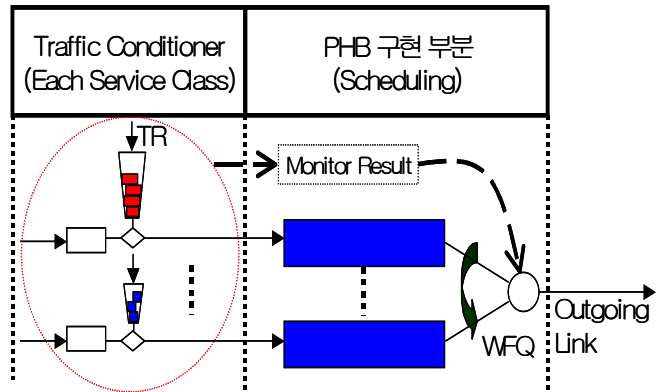 Traffic Conditioner
(Each Service Class)
PHB 구현 부분
(Scheduling)
TR
Monitor Result
WFQ
Outgoing
Link